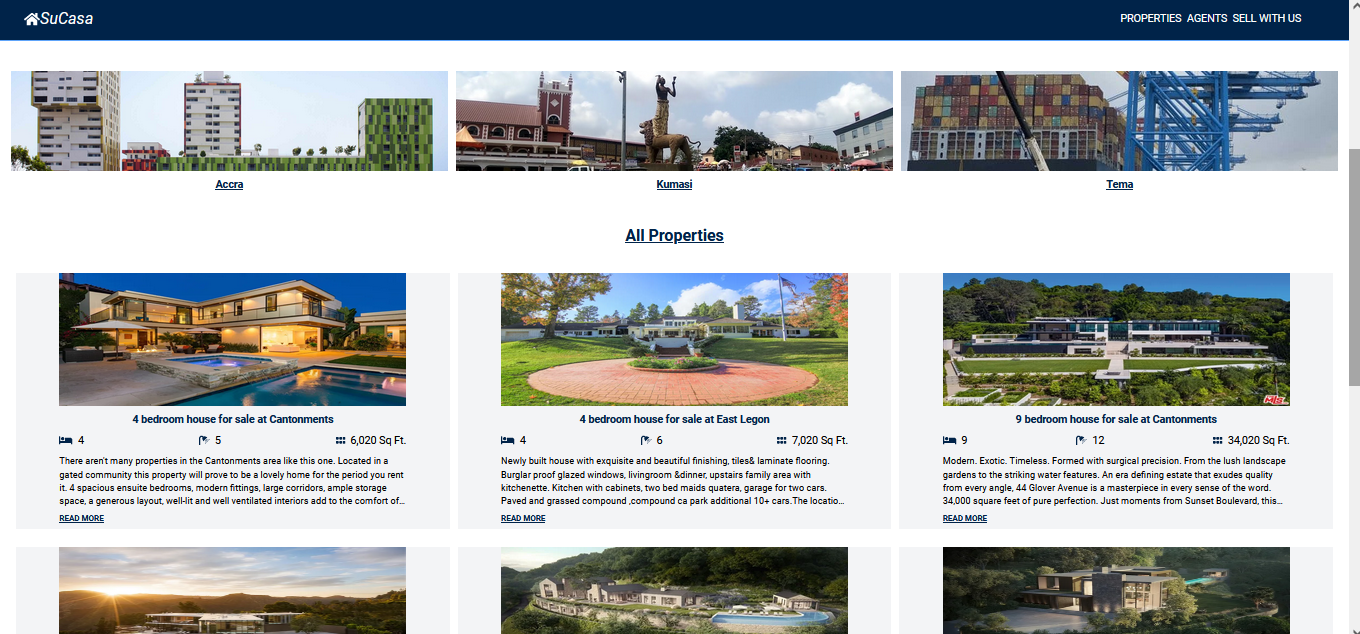 SuCasa
PROPERTIES AGENTS SELL WITH US
Accra
Kumasi
Tema
All Properties
4 bedroom house for sale at Cantonments
4
5
6,020 Sq Ft.
There aren't many properties in the Cantonments area like this one. Located in a
gated community this property will prove to be a lovely home for the period you rent
it. 4 spacious ensuite bedrooms, modern fittings, large corridors, ample storage
space, a generous layout, well-lit and well ventilated interiors add to the comfort of...
READ MORE
4 bedroom house for sale at East Legon
4
6
7,020 Sq Ft.
Newly built house with exquisite and beautiful finishing, tiles& laminate flooring.
Burglar proof glazed windows, livingroom &dinner, upstairs family area with
kitchenette. Kitchen with cabinets, two bed maids quatera, garage for two cars.
Paved and grassed compound ,compound ca park additional 10+ cars.The locatio...
READ MORE
MLS
9 bedroom house for sale at Cantonments
9
12
34,020 Sq Ft.
Modern. Exotic. Timeless. Formed with surgical precision. From the lush landscape
gardens to the striking water features. An era defining estate that exudes quality
from every angle, 44 Glover Avenue is a masterpiece in every sense of the word.
34,000 square feet of pure perfection. Just moments from Sunset Boulevard, this...
READ MORE